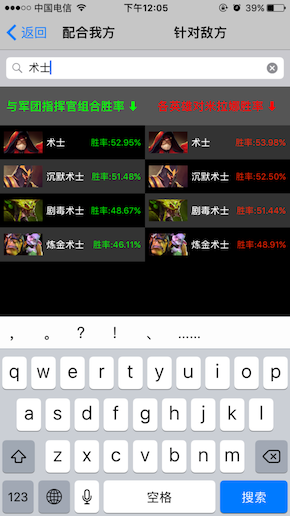 中国电信 下午12:05 39%
返回 配合我方 针对敌方
术士
与军团指挥官组合胜率
术士 胜率:52.95% 术士 胜率:53.98%
沉默术士 胜率:51.48% 沉默术士 胜率:52.50%
剧毒术士 胜率:48.67% 剧毒术士 胜率:51.44%
炼金术士 胜率:46.11% 炼金术士 胜率:48.91%
， 。 ？ ！ 、 ……
q w e r t y u i o p
a s d f g h j k l
z x c v b n m
123 空格 搜索